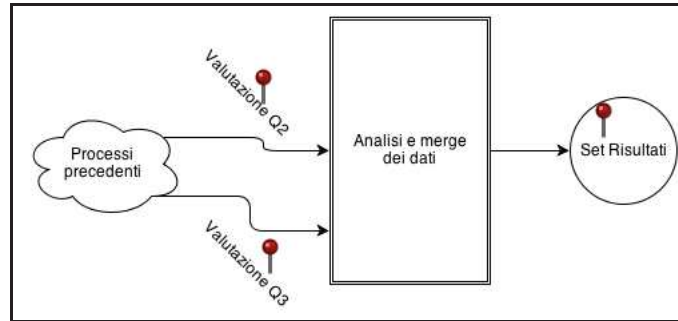 Valutazione Q2
Processi
precedenti
Analisi e merge
dei dati
Set Risultati
Valutazione Q3